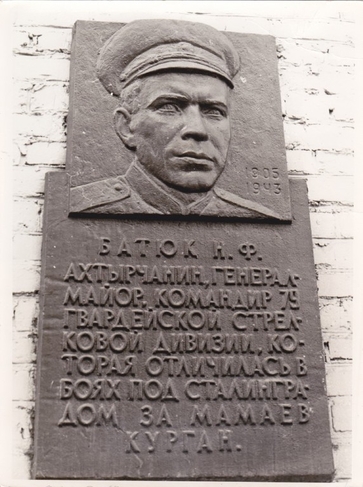 1905
1943
БАТЮК Н. Ф.
АХТЫРЧАНИН, ГЕНЕРАЛ-
МАЙОР. КОМАНДИР 79
ГВАРДЕЙСКОЙ СТРЕЛ-
КОВОЙ ДИВИЗИИ, КО-
ТОРАЯ ОТЛИЧИЛАСЬ В
БОЯХ ПОД СТАЛИНГРА-
ДОМ ЗА МАМАЕВ
КУРГАН.